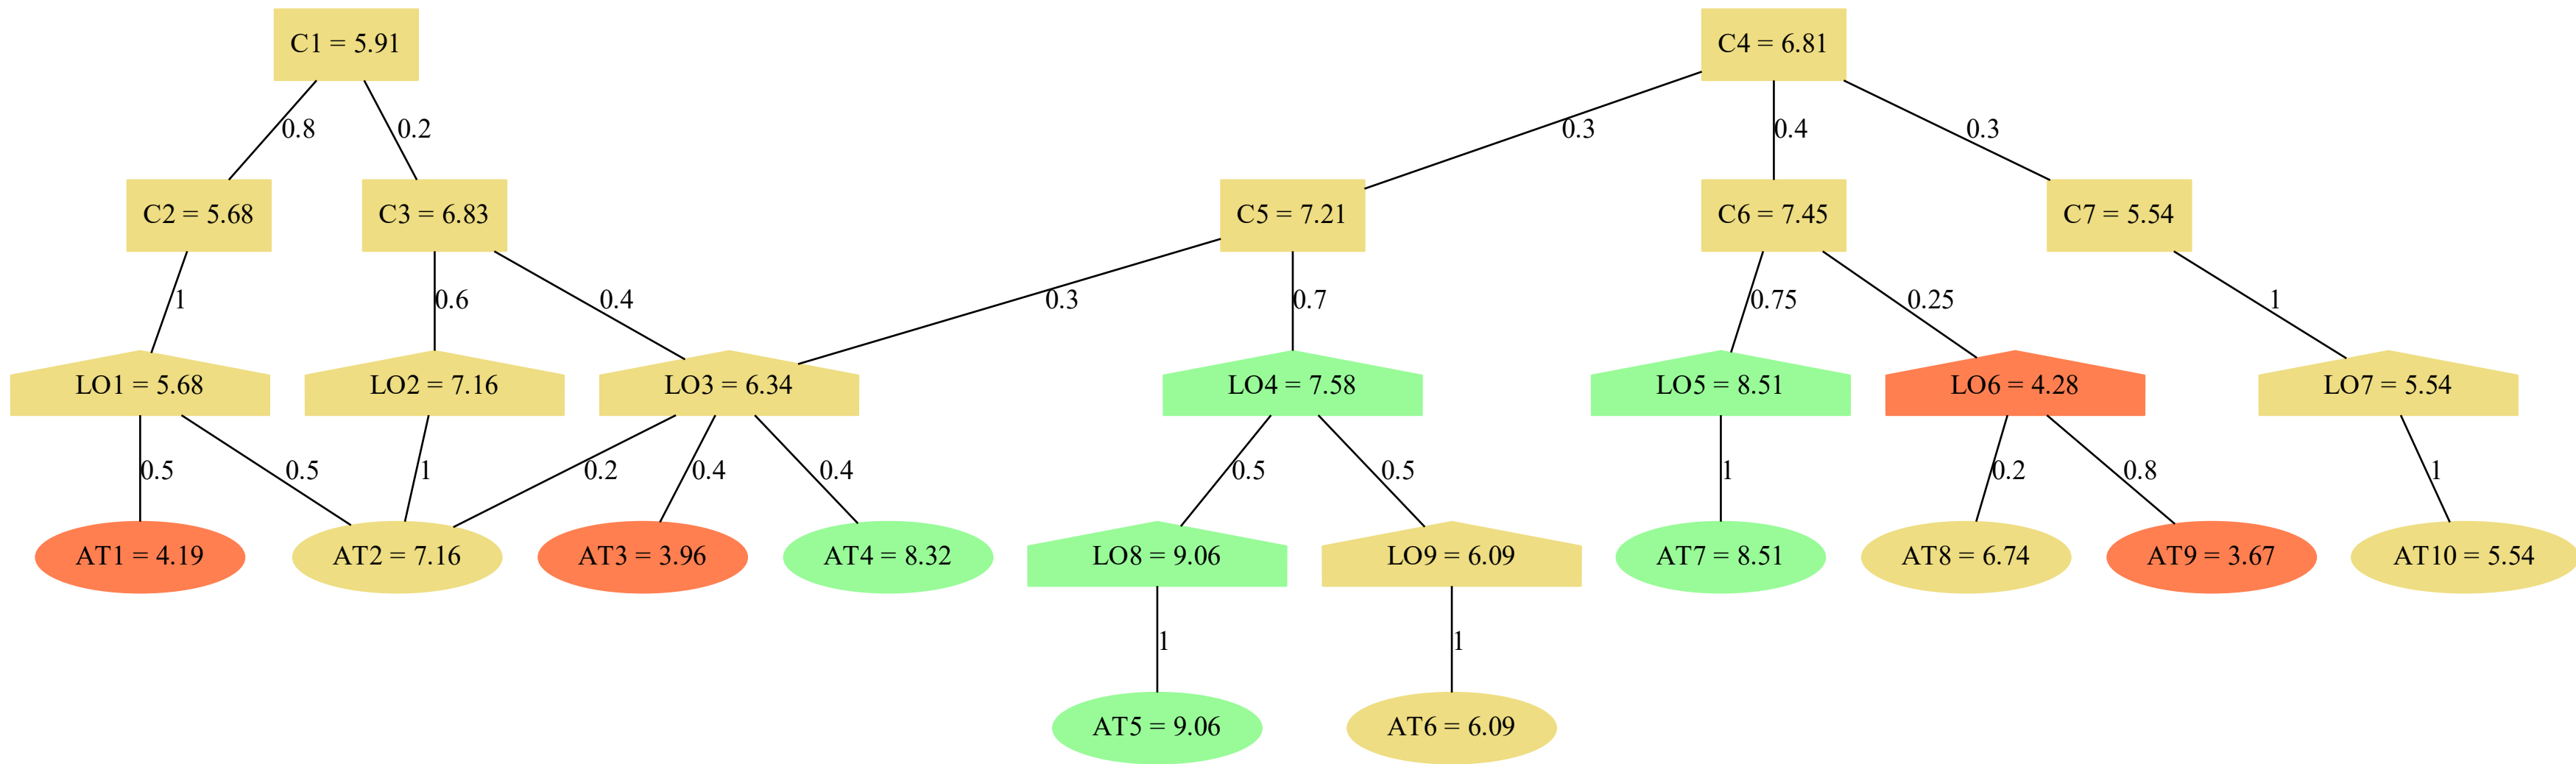 C1 = 5.91
C4 = 6.81
0.8
0.2
0.3
0.4
0.3
C2 = 5.68
C3 = 6.83
C5 = 7.21
C6 = 7.45
C7 = 5.54
1
0.6
0.4
0.3
0.7
0.75
0.25
1
LO1 = 5.68
LO2 = 7.16
LO3 = 6.34
LO4 = 7.58
LO5 = 8.51
LO6 = 4.28
LO7 = 5.54
0.5
0.5
1
0.2
0.4
0.4
0.5
0.5
1
0.2
0.8
1
AT1 = 4.19
AT2 = 7.16
AT3 = 3.96
AT4 = 8.32
LO8 = 9.06
LO9 = 6.09
AT7 = 8.51
AT8 = 6.74
AT9 = 3.67
AT10 = 5.54
1
1
AT5 = 9.06
AT6 = 6.09